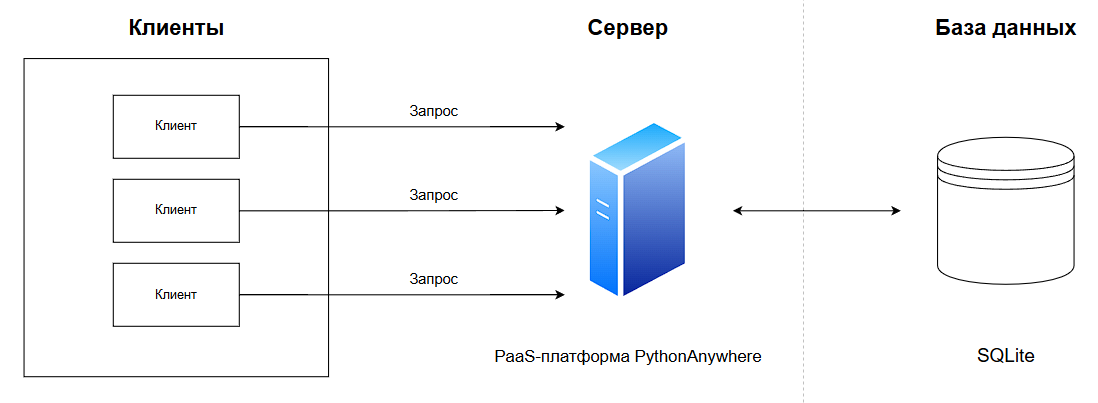 Клиенты
Сервер
База данных
Клиент
Запрос
Клиент
Запрос
Клиент
Запрос
PaaS-платформа PythonAnywhere
SQLite